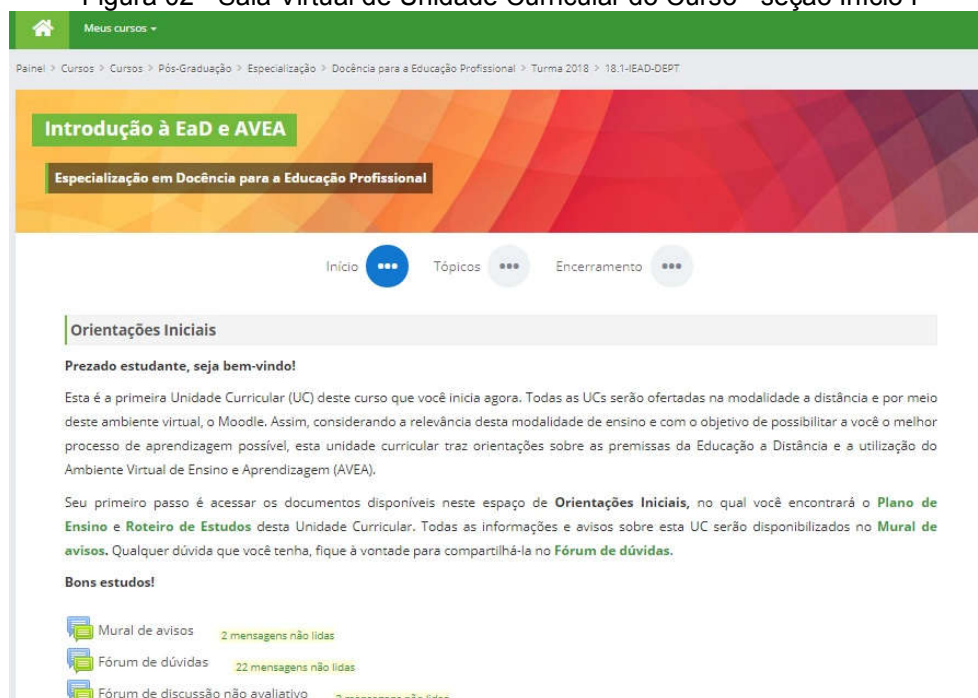 Figura 02 - Sala Virtual de Unidade Curricular do Curso - seção Início I
Meus cursos
Painel > Cursos > Cursos > Pós-Graduação > Especialização > Docência para a Educação Profissional > Turma 2018 > 18.1-IEAD-DEPT
Introdução à EaD e AVEA
Especialização em Docência para a Educação Profissional
Início Tópicos Encerramento
Orientações Iniciais
Prezado estudante, seja bem-vindo!
Esta é a primeira Unidade Curricular (UC) deste curso que você inicia agora. Todas as UCs serão ofertadas na modalidade a distância e por meio
deste ambiente virtual, o Moodle. Assim, considerando a relevância desta modalidade de ensino e com o objetivo de possibilitar a você o melhor
processo de aprendizagem possível, esta unidade curricular traz orientações sobre as premissas da Educação a Distância e a utilização do
Ambiente Virtual de Ensino e Aprendizagem (AVEA).
Seu primeiro passo é acessar os documentos disponíveis neste espaço de Orientações Iniciais, no qual você encontrará o Plano de
Ensino e Roteiro de Estudos desta Unidade Curricular. Todas as informações e avisos sobre esta UC serão disponibilizados no Mural de
avisos. Qualquer dúvida que você tenha, fique à vontade para compartilhá-la no Fórum de dúvidas.
Bons estudos!
Mural de avisos 2 mensagens não lidas
Fórum de dúvidas 22 mensagens não lidas
Fórum de discussão não avaliativo mensagens não lidas